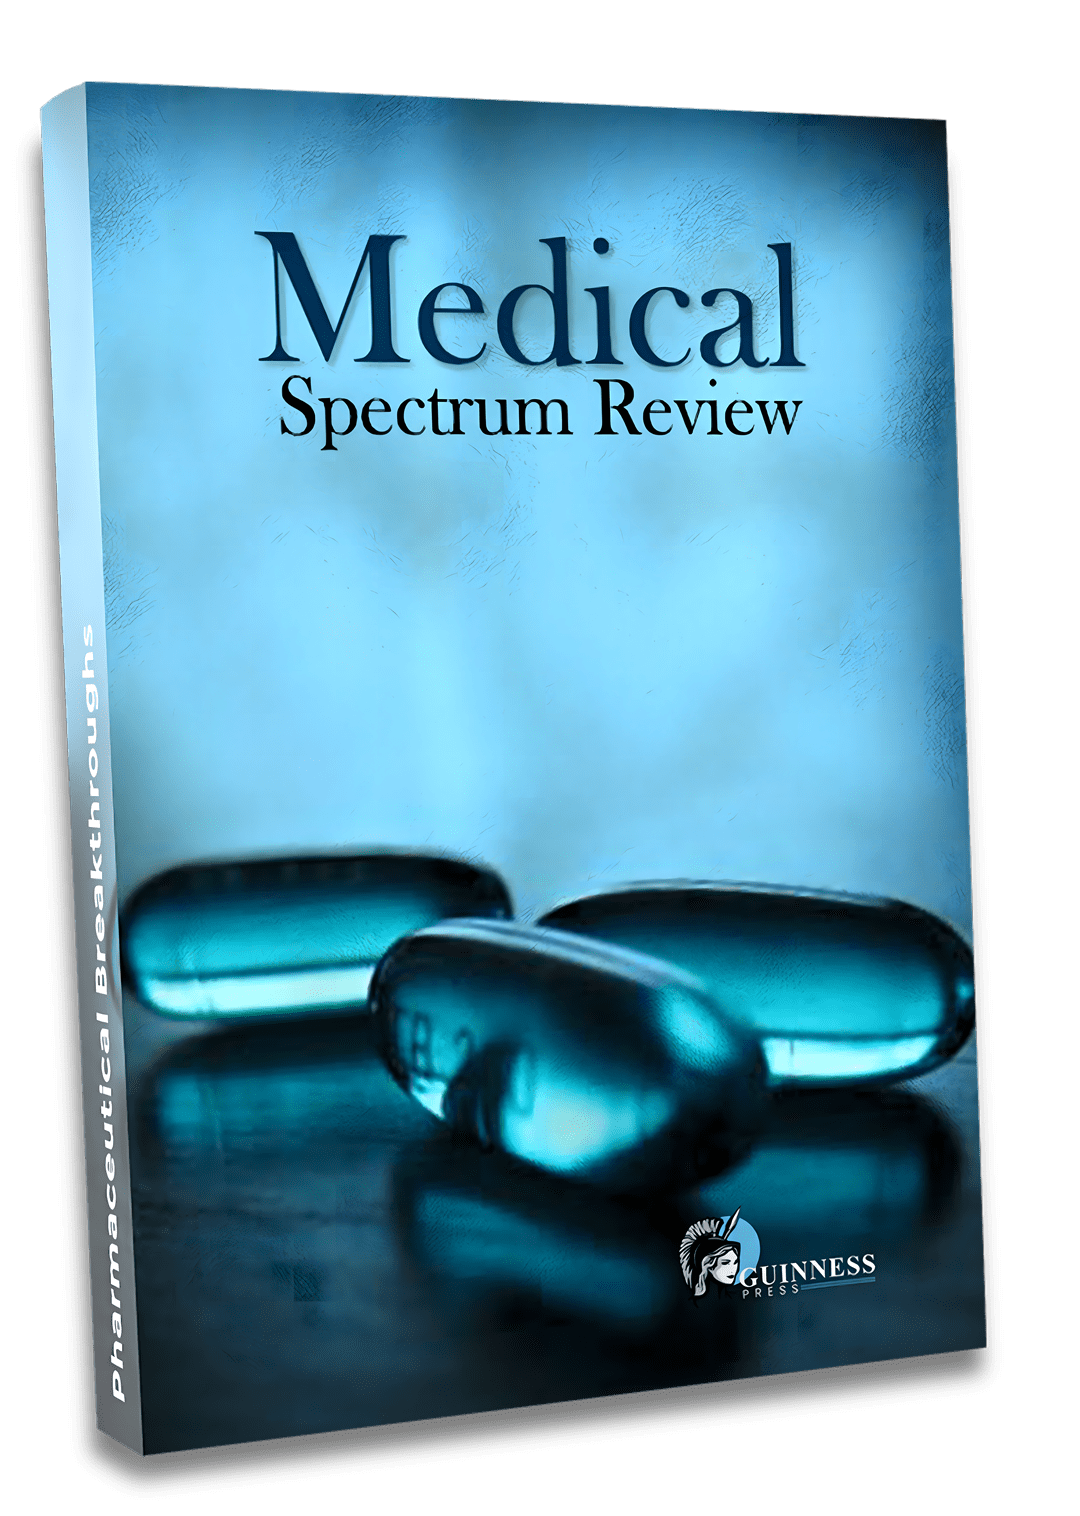 Medical
Spectrum Review
Pharmaceutical Breakthroughs
GUINNESS
PRESS